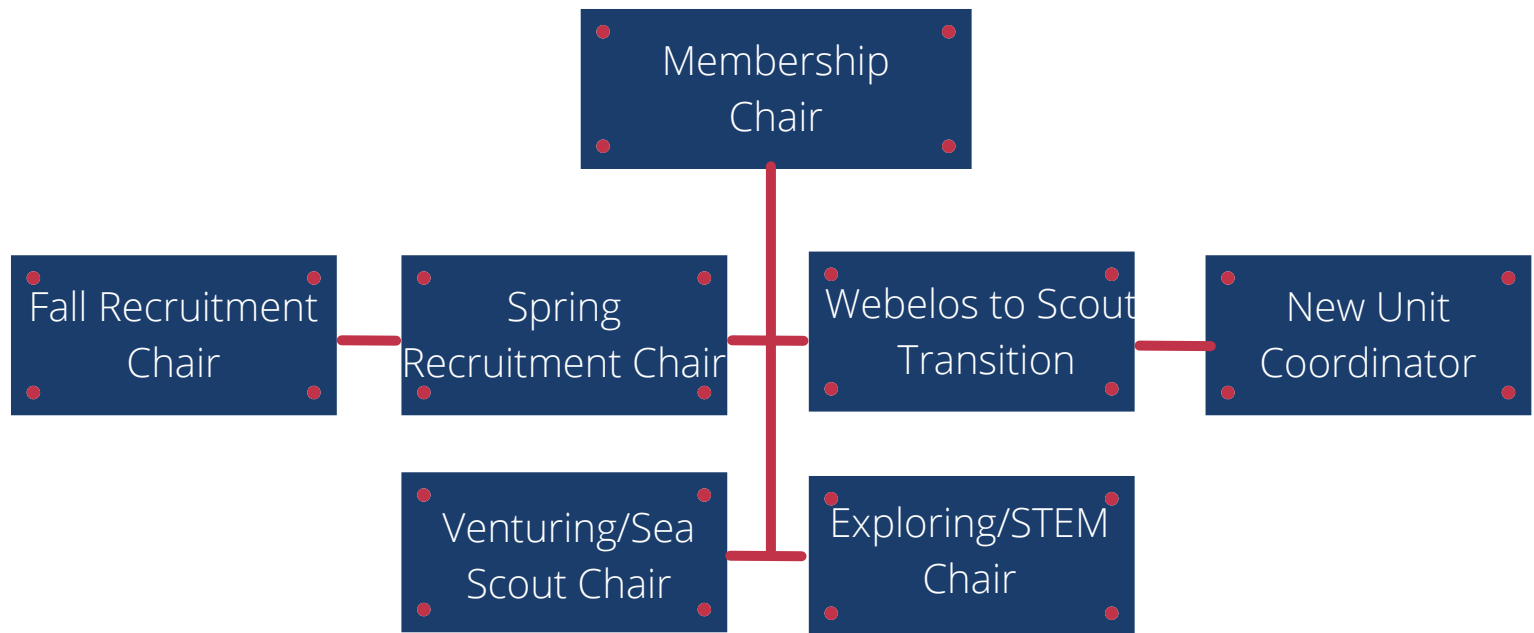 Membership
Chair
Fall Recruitment
Chair
Spring
Recruitment Chair
Webelos to Scout
Transition
New Unit
Coordinator
Venturing/Sea
Scout Chair
Exploring/STEM
Chair